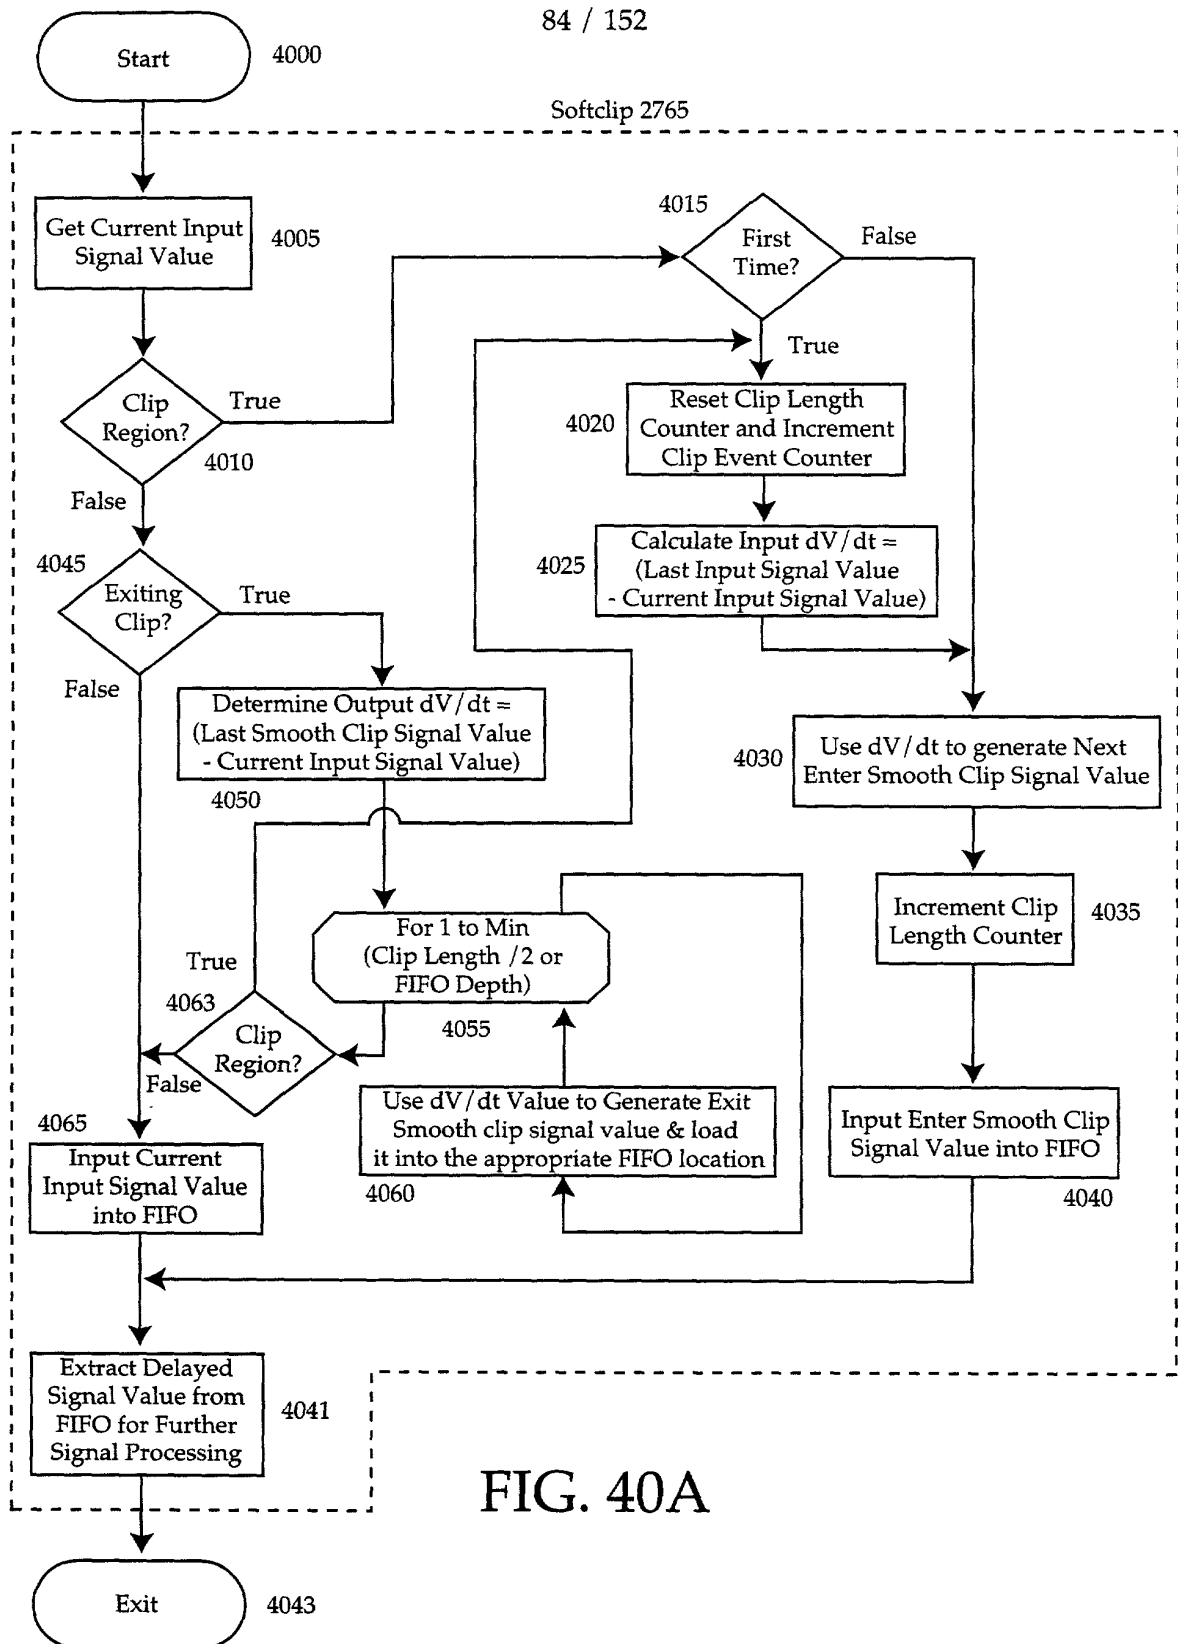 84 / 152
Start
4000
Softclip 2765
Get Current Input
Signal Value
4005
4015
First
Time?
False
True
Clip
Region?
True
4010
False
Reset Clip Length
Counter and Increment
Clip Event Counter
4020
Calculate Input dV/dt =
(Last Input Signal Value
- Current Input Signal Value)
4025
4045
Exiting
Clip?
True
False
Determine Output dV/dt =
(Last Smooth Clip Signal Value
- Current Input Signal Value)
4050
4030
Use dV/dt to generate Next
Enter Smooth Clip Signal Value
Increment Clip
Length Counter
4035
For 1 to Min
(Clip Length /2 or
FIFO Depth)
4055
True
4063
Clip
Region?
False
Use dV/dt Value to Generate Exit
Smooth clip signal value & load
it into the appropriate FIFO location
4060
Input Enter Smooth Clip
Signal Value into FIFO
4040
4065
Input Current
Input Signal Value
into FIFO
Extract Delayed
Signal Value from
FIFO for Further
Signal Processing
4041
FIG. 40A
Exit
4043